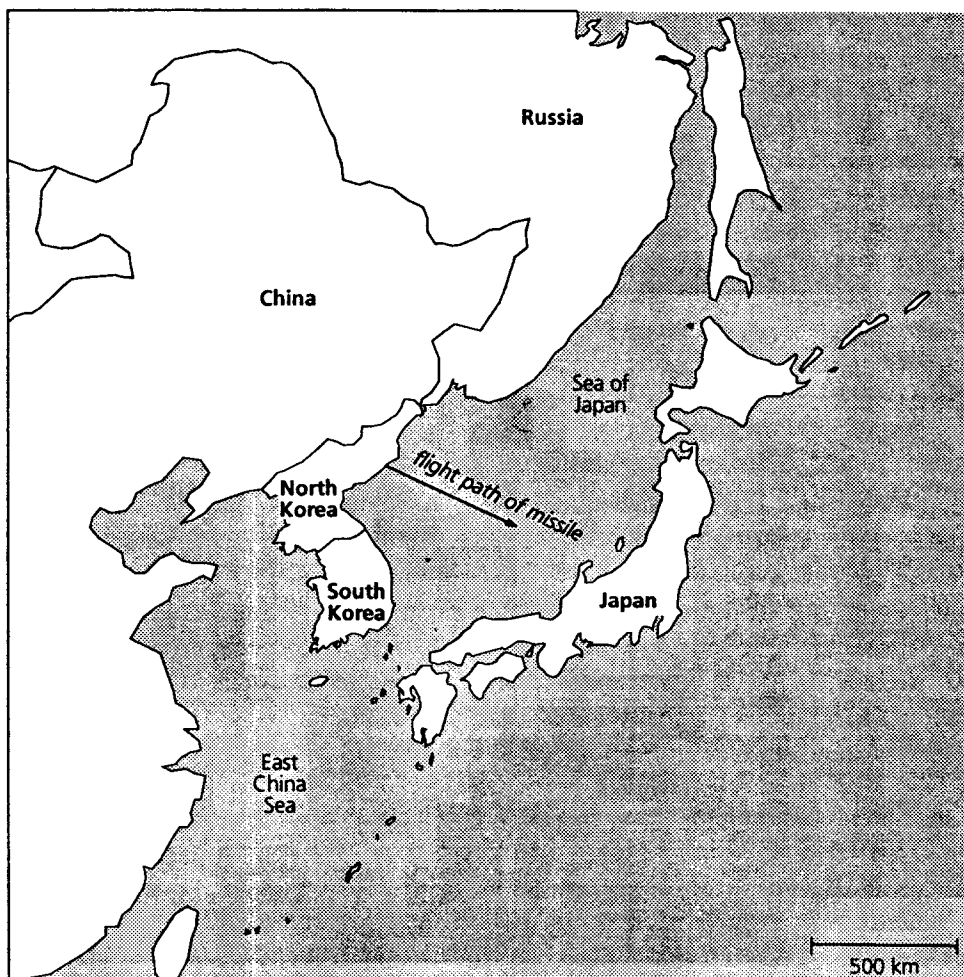 Russia
China
Sea of
Japan
flight path of missile
North
Korea
South
Korea
Japan
East
China
Sea
500 km